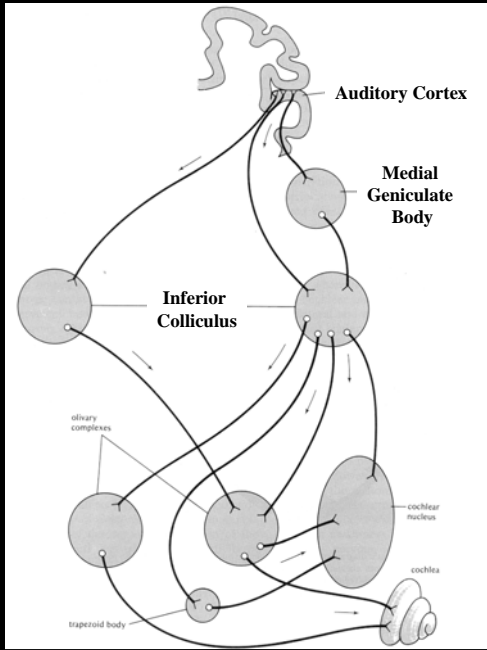 Auditory Cortex
Medial
Geniculate
Body
Inferior
Colliculus
olivary
complexes
cochlear
nucleus
cochlea
trapezoid body